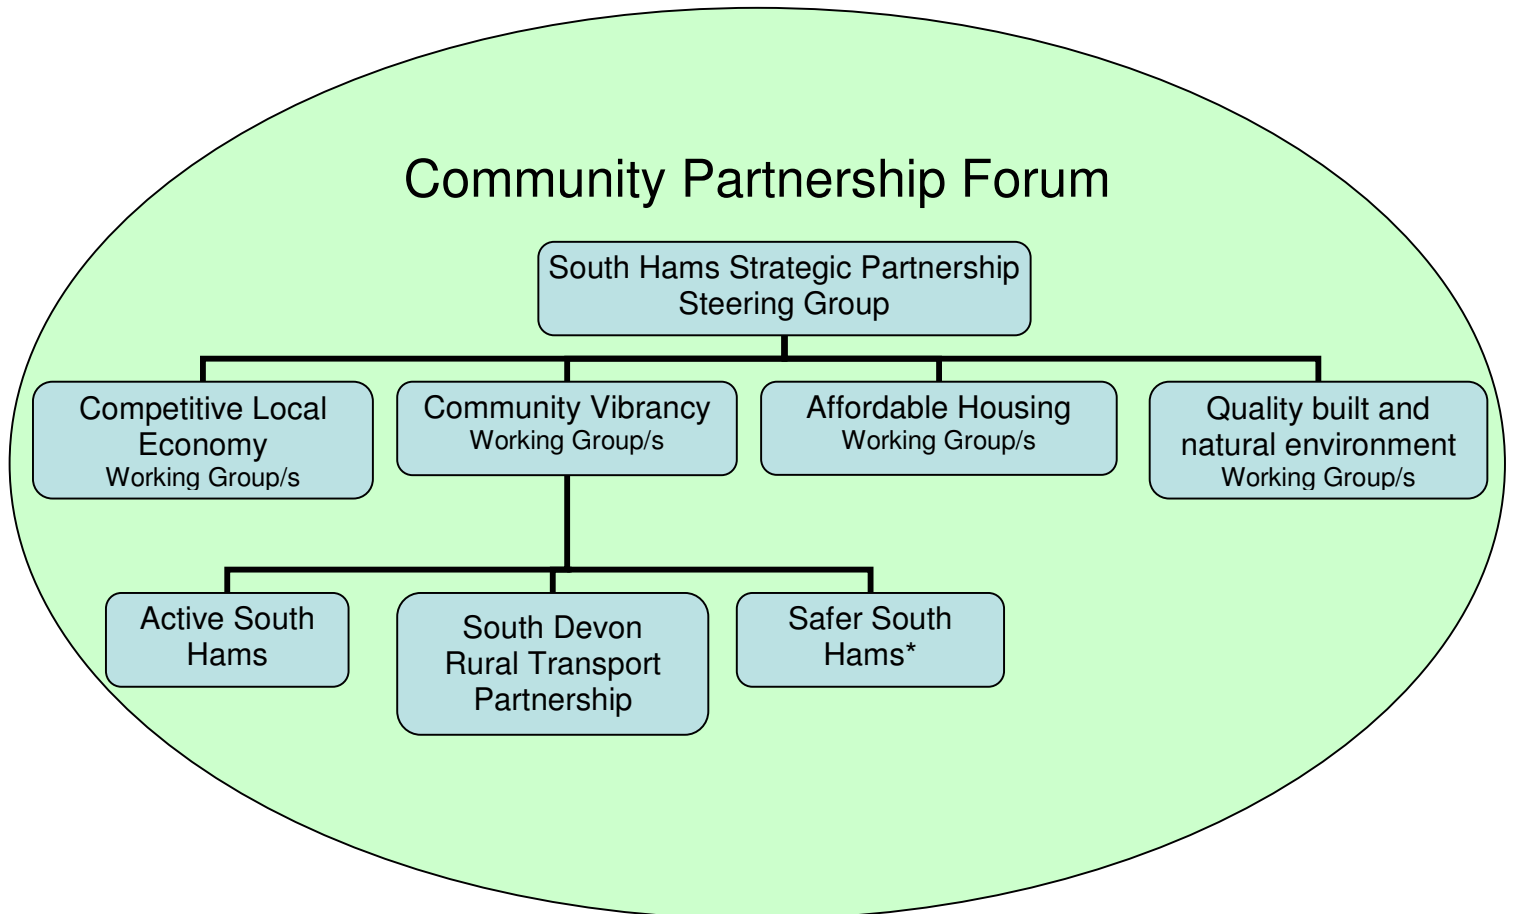 Community Partnership Forum
South Hams Strategic Partnership
Steering Group
Competitive Local
Economy
Working Group/s
Community Vibrancy
Working Group/s
Affordable Housing
Working Group/s
Quality built and
natural environment
Working Group/s
Active South
Hams
South Devon
Rural Transport
Partnership
Safer South
Hams*